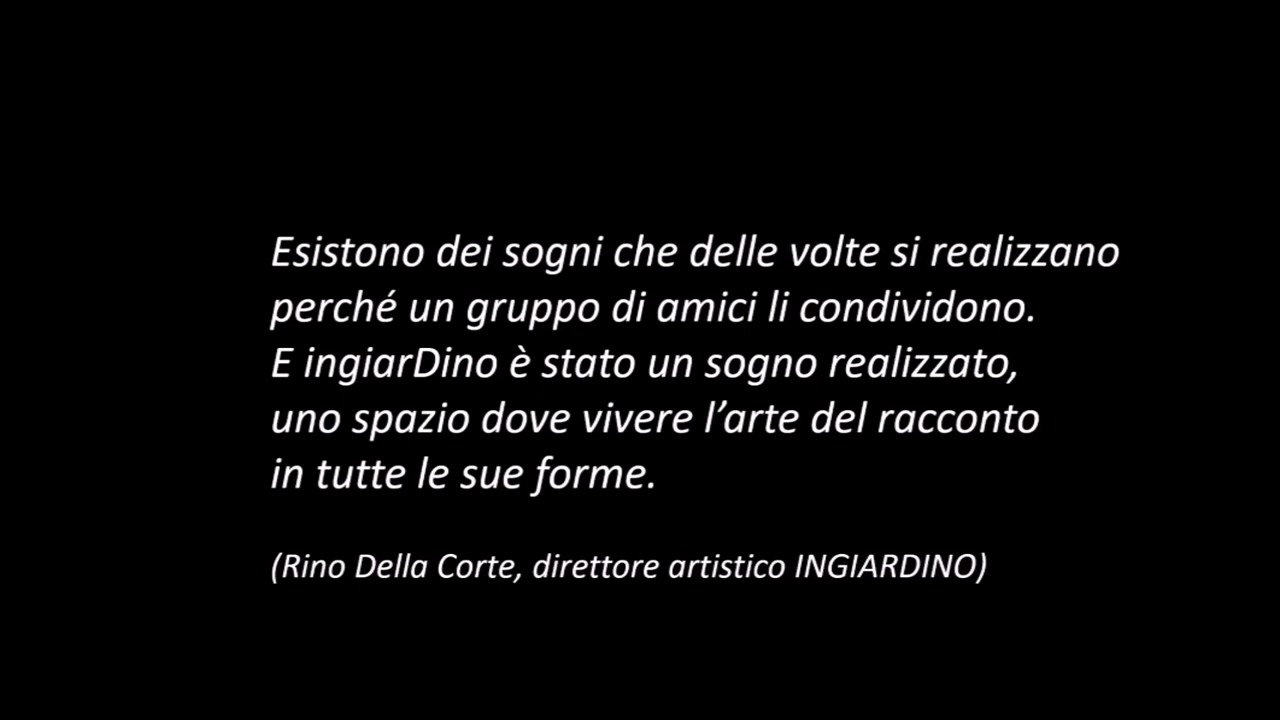 Esistono dei sogni che delle volte si realizzano
perché un gruppo di amici li condividono.
E ingiarDino è stato un sogno realizzato,
uno spazio dove vivere l’arte del racconto
in tutte le sue forme.
(Rino Della Corte, direttore artistico INGIARDINO)